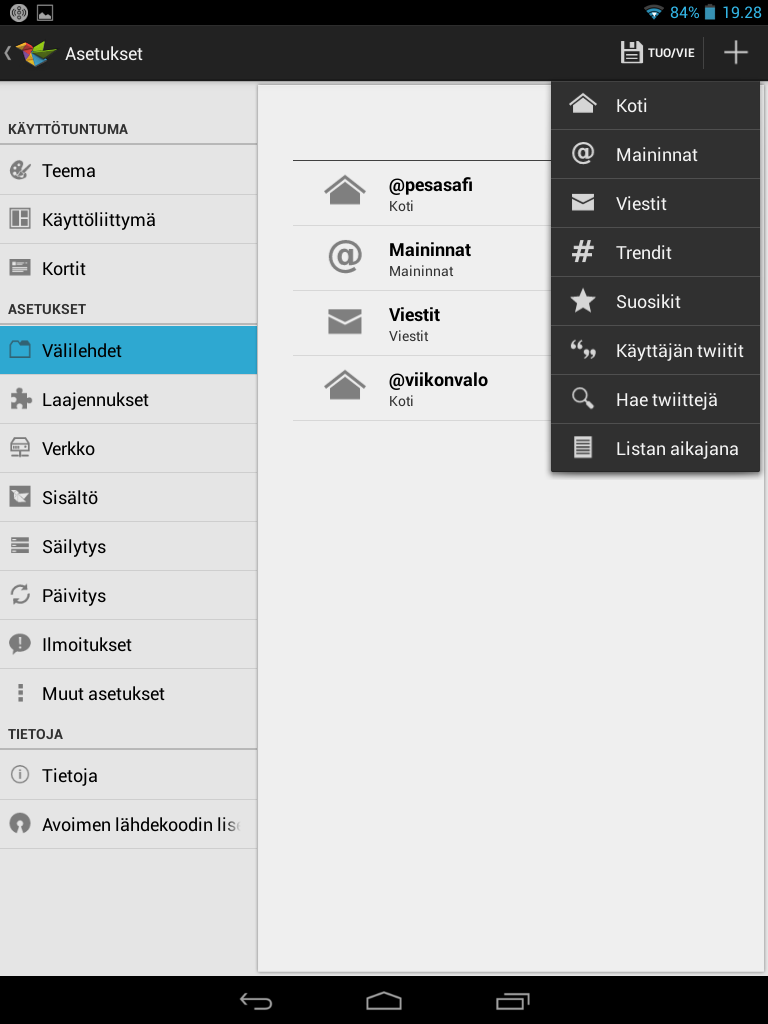 84% 19.28
Asetukset
TUO/VIE
KÄYTTÖTUNTUMA
Teema
Käyttöliittymä
Kortit
ASETUKSET
Välilehdet
Laajennukset
Verkko
Sisältö
Säilytys
Päivitys
Ilmoitukset
Muut asetukset
TIETOJA
Tietoja
Avoimen lähdekoodin lise
@pesasafi
Koti
Maininnat
Maininnat
Viestit
Viestit
@viikonvalo
Koti
Koti
@ Maininnat
Viestit
# Trendit
Suosikit
Käyttäjän twiitit
Hae twiittejä
Listan aikajana